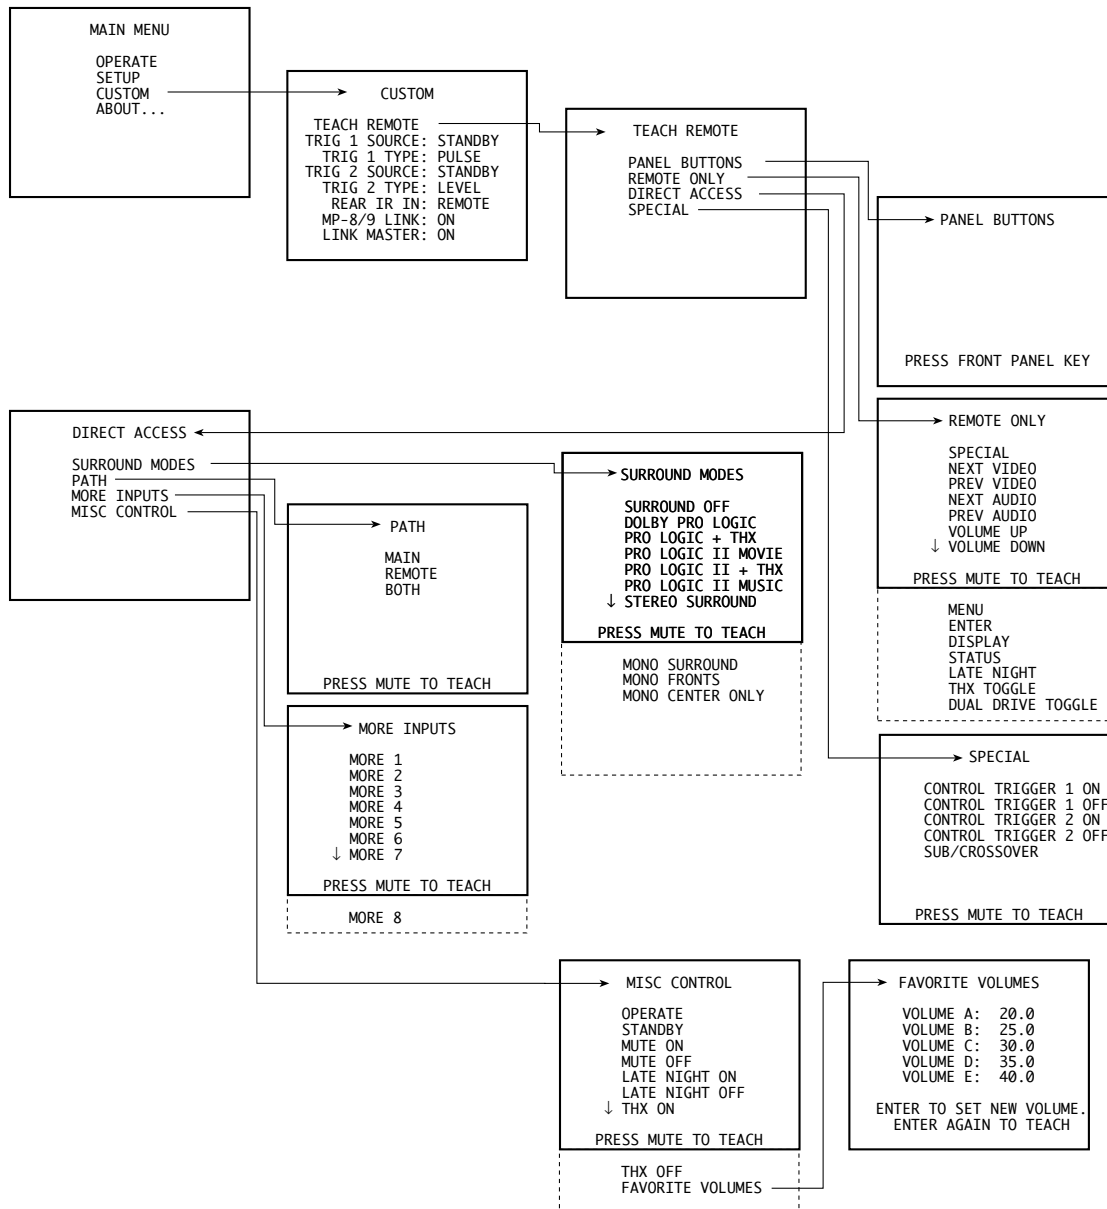 MAIN MENU
OPERATE
SETUP
CUSTOM
ABOUT...
CUSTOM
TEACH REMOTE
TRIG 1 SOURCE: STANDBY
TRIG 1 TYPE: PULSE
TRIG 2 SOURCE: STANDBY
TRIG 2 TYPE: LEVEL
REAR IR IN: REMOTE
MP-8/9 LINK: ON
LINK MASTER: ON
TEACH REMOTE
PANEL BUTTONS
REMOTE ONLY
DIRECT ACCESS
SPECIAL
PANEL BUTTONS
PRESS FRONT PANEL KEY
DIRECT ACCESS
SURROUND MODES
PATH
MORE INPUTS
MISC CONTROL
PATH
MAIN
REMOTE
BOTH
PRESS MUTE TO TEACH
SURROUND MODES
SURROUND OFF
DOLBY PRO LOGIC
PRO LOGIC + THX
PRO LOGIC II MOVIE
PRO LOGIC II + THX
PRO LOGIC II MUSIC
↓ STEREO SURROUND
PRESS MUTE TO TEACH
MONO SURROUND
MONO FRONTS
MONO CENTER ONLY
REMOTE ONLY
SPECIAL
NEXT VIDEO
PREV VIDEO
NEXT AUDIO
PREV AUDIO
VOLUME UP
↓ VOLUME DOWN
PRESS MUTE TO TEACH
MENU
ENTER
DISPLAY
STATUS
LATE NIGHT
THX TOGGLE
DUAL DRIVE TOGGLE
MORE INPUTS
MORE 1
MORE 2
MORE 3
MORE 4
MORE 5
MORE 6
↓ MORE 7
PRESS MUTE TO TEACH
MORE 8
SPECIAL
CONTROL TRIGGER 1 ON
CONTROL TRIGGER 1 OFF
CONTROL TRIGGER 2 ON
CONTROL TRIGGER 2 OFF
SUB/CROSSOVER
PRESS MUTE TO TEACH
MISC CONTROL
OPERATE
STANDBY
MUTE ON
MUTE OFF
LATE NIGHT ON
LATE NIGHT OFF
↓ THX ON
PRESS MUTE TO TEACH
THX OFF
FAVORITE VOLUMES
FAVORITE VOLUMES
VOLUME A: 20.0
VOLUME B: 25.0
VOLUME C: 30.0
VOLUME D: 35.0
VOLUME E: 40.0
ENTER TO SET NEW VOLUME.
ENTER AGAIN TO TEACH